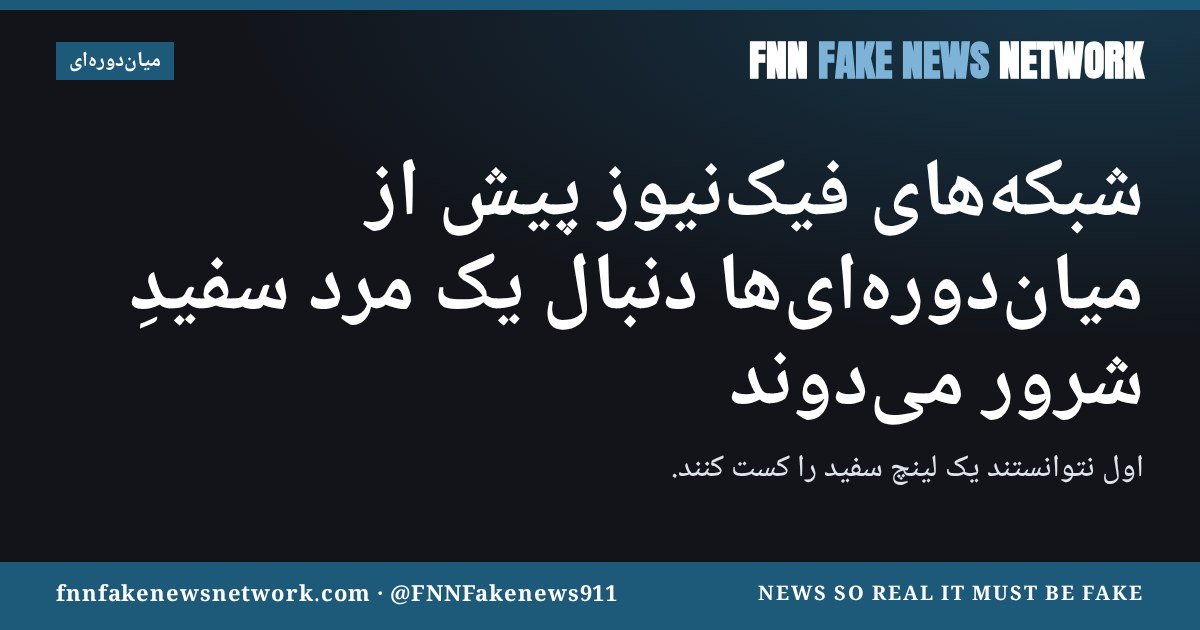 FNN FAKE NEWS NETWORK
میان‌دوره‌ای
شبکه‌های فیک‌نیوز پیش از
میان‌دوره‌ای‌ها دنبال یک مرد سفیدِ
شرور می‌دوند
اول نتوانستند یک لینچ سفید را کست کنند.
fnnfakenewsnetwork.com · @FNNFakenews911
NEWS SO REAL IT MUST BE FAKE